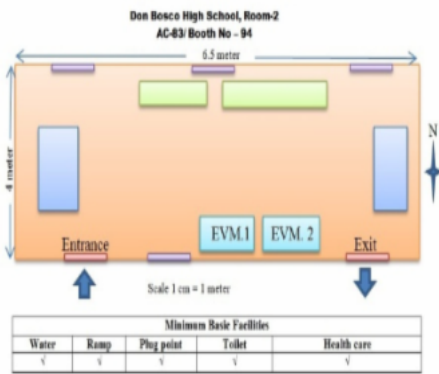 Don Bosco High School, Room-2
AC-83/ Booth No – 94
6.5 meter
4 meter
N
EVM.1 EVM. 2
Entrance Exit
Scale 1 cm = 1 meter
Minimum Basic Facilities
Water Ramp Plug point Toilet Health care
√ √ √ √ √